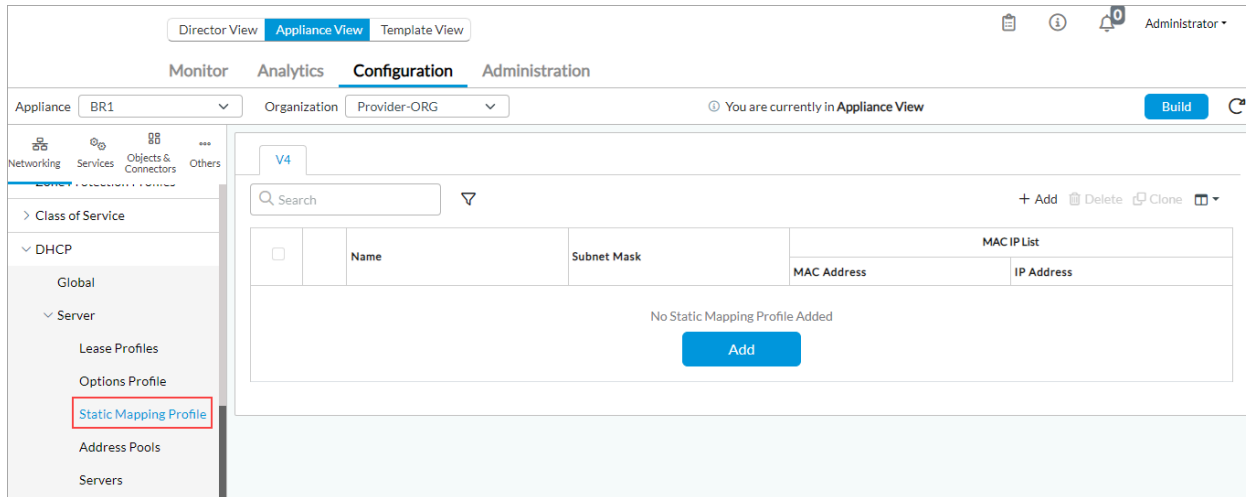 Director View Appliance View Template View
0
Administrator
Monitor Analytics Configuration Administration
Appliance BR1 Organization Provider-ORG You are currently in Appliance View Build
Networking Services Objects & Connectors Others
Zone Protection Profiles
Class of Service
DHCP
Global
Server
Lease Profiles
Options Profile
Static Mapping Profile
Address Pools
Servers
V4
Search
+ Add Delete Clone
Name Subnet Mask MAC IP List
MAC Address IP Address
No Static Mapping Profile Added
Add